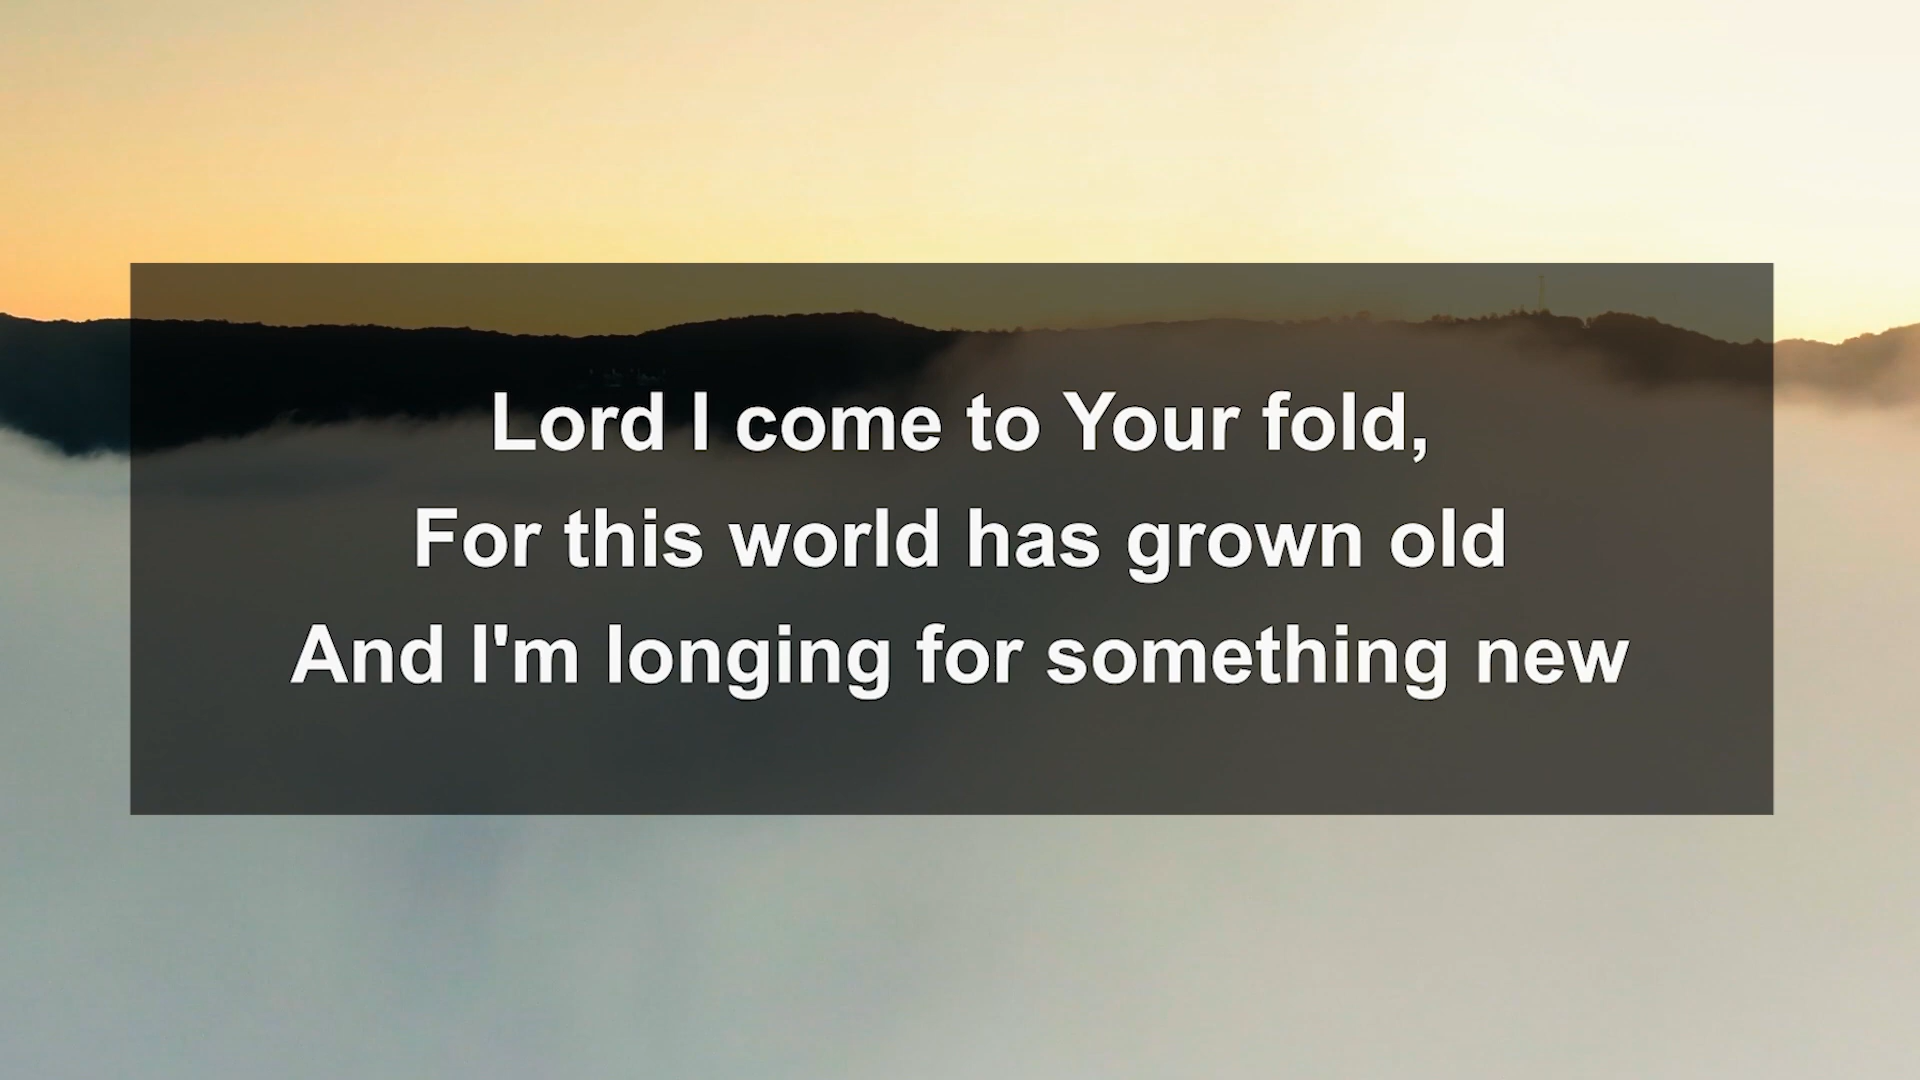 Lord I come to Your fold,
For this world has grown old
And I'm longing for something new